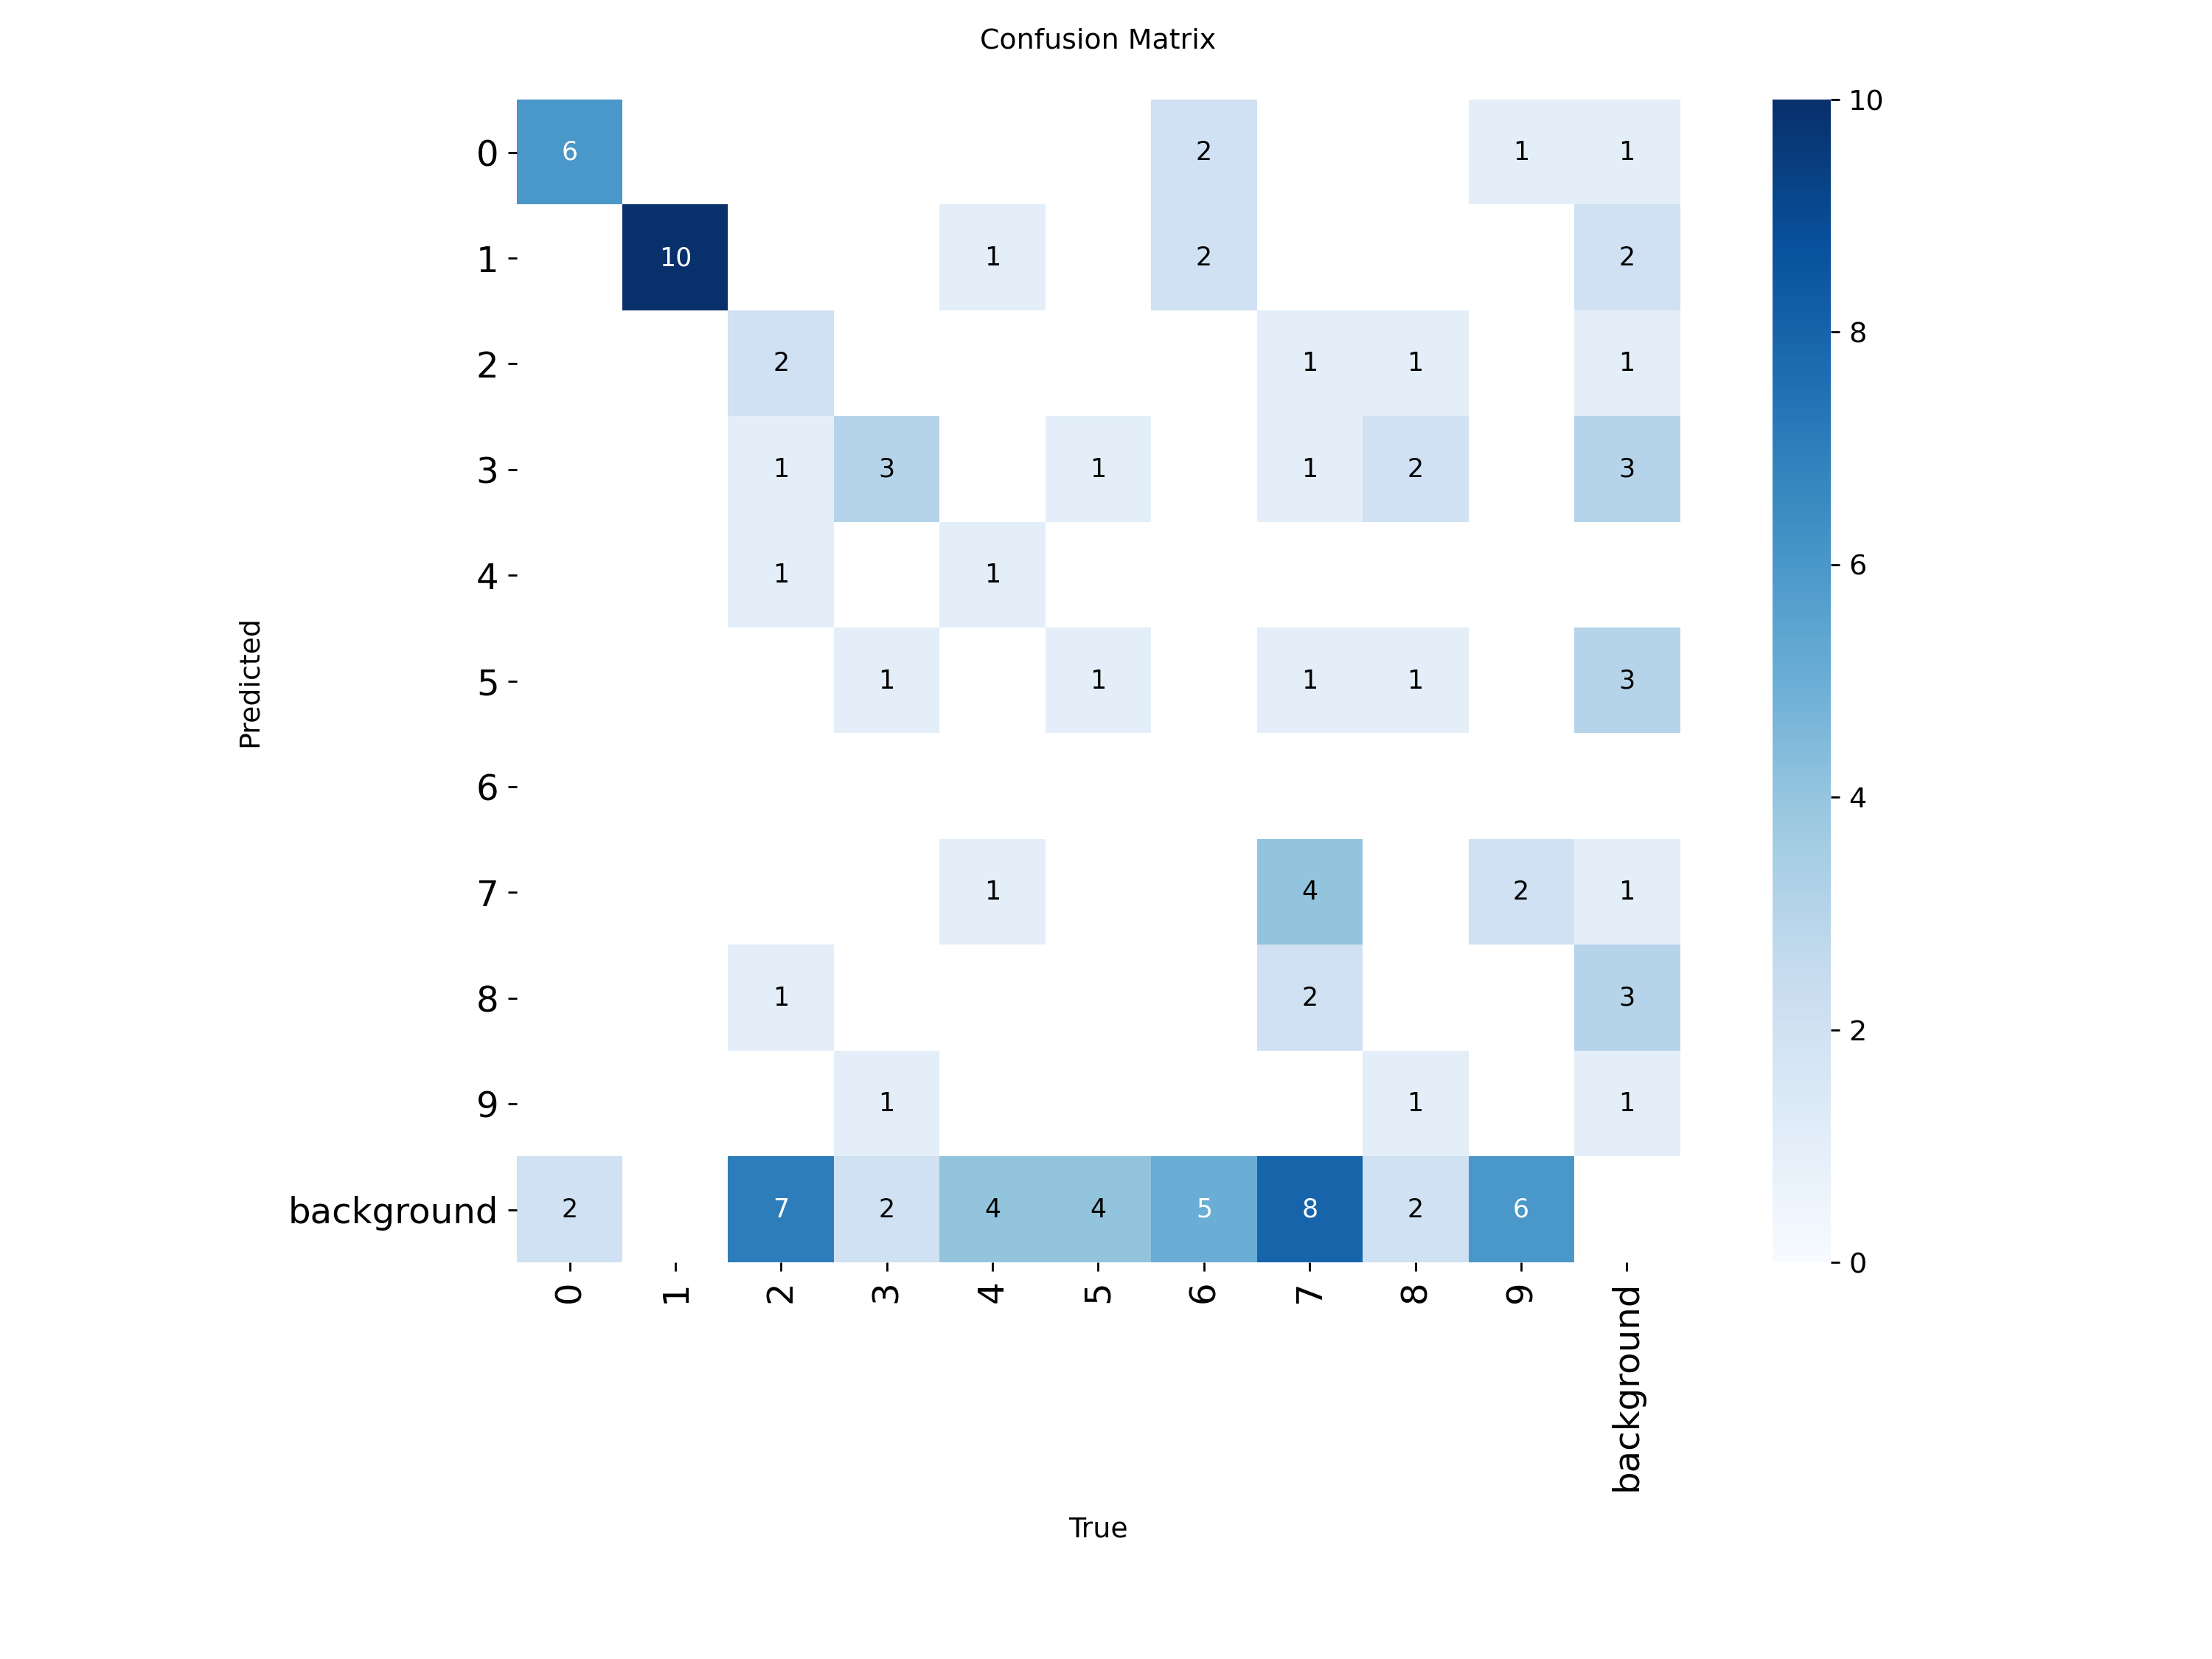 Confusion Matrix
0 6 2 1 1
1 10 1 2 2
2 2 1 1 1
3 1 3 1 1 2 3
4 1 1
5 1 1 1 1 3
6
7 1 4 2 1
8 1 2 3
9 1 1 1
background 2 7 2 4 4 5 8 2 6
0 1 2 3 4 5 6 7 8 9 background
True
Predicted
10
8
6
4
2
0